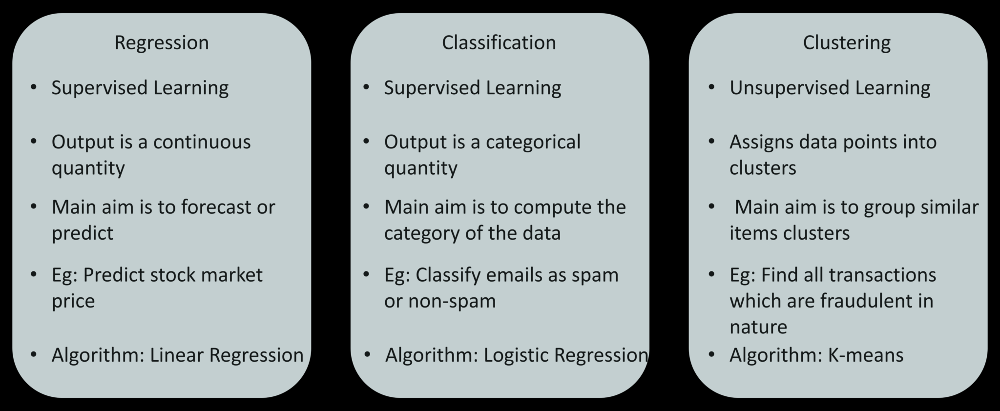 Regression
• Supervised Learning
• Output is a continuous
quantity
• Main aim is to forecast or
predict
• Eg: Predict stock market
price
• Algorithm: Linear Regression
Classification
• Supervised Learning
• Output is a categorical
quantity
• Main aim is to compute the
category of the data
• Eg: Classify emails as spam
or non-spam
• Algorithm: Logistic Regression
Clustering
• Unsupervised Learning
• Assigns data points into
clusters
• Main aim is to group similar
items clusters
• Eg: Find all transactions
which are fraudulent in
nature
• Algorithm: K-means